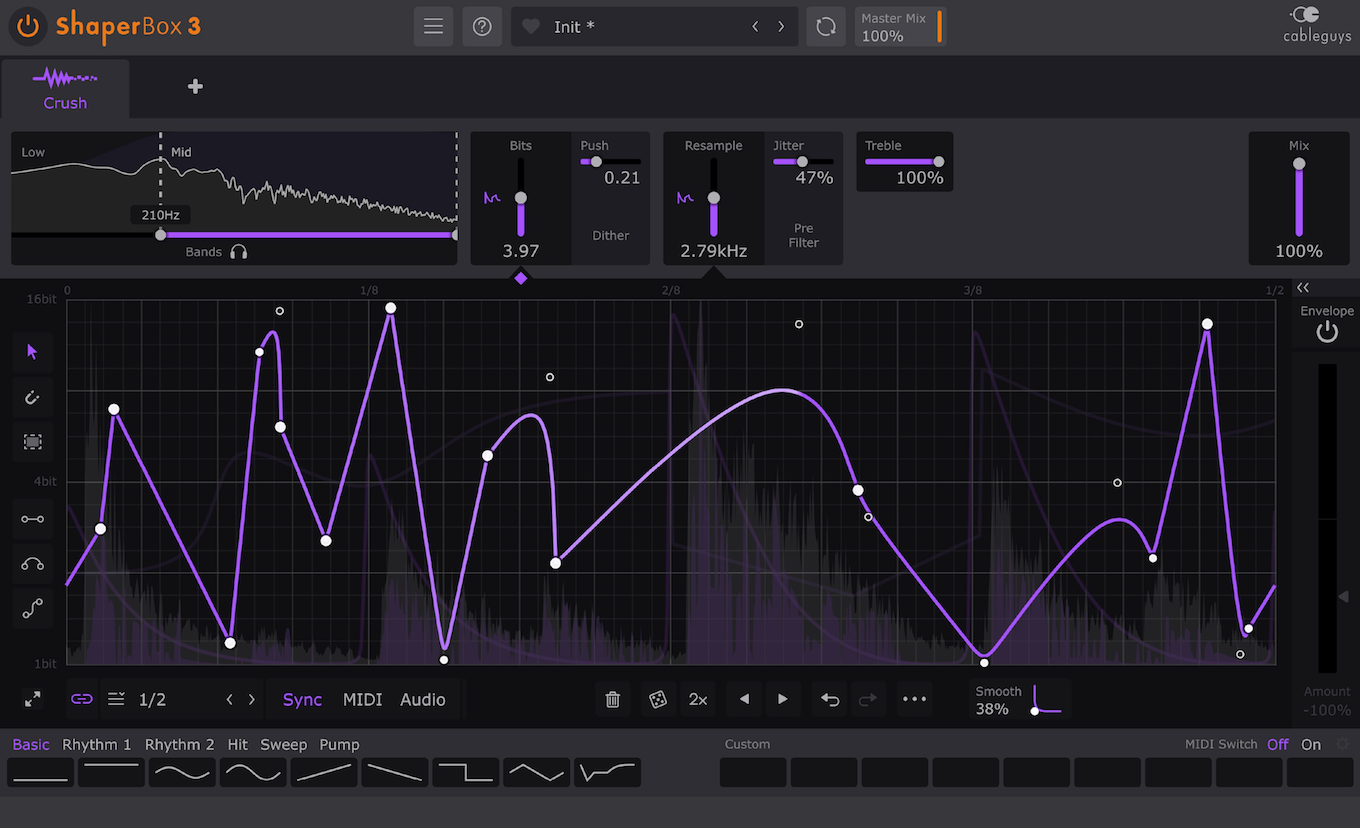 ShaperBox 3
Init *
Master Mix
100%
cableguys
Crush
Low
Mid
210Hz
Bands
Bits
3.97
Push
0.21
Dither
Resample
2.79kHz
Jitter
47%
Pre
Filter
Treble
100%
Mix
100%
0
1/8
2/8
3/8
1/2
16bit
4bit
1bit
Envelope
Amount
-100%
1/2
Sync
MIDI
Audio
2x
Smooth
38%
Basic
Rhythm 1
Rhythm 2
Hit
Sweep
Pump
Custom
MIDI Switch
Off
On